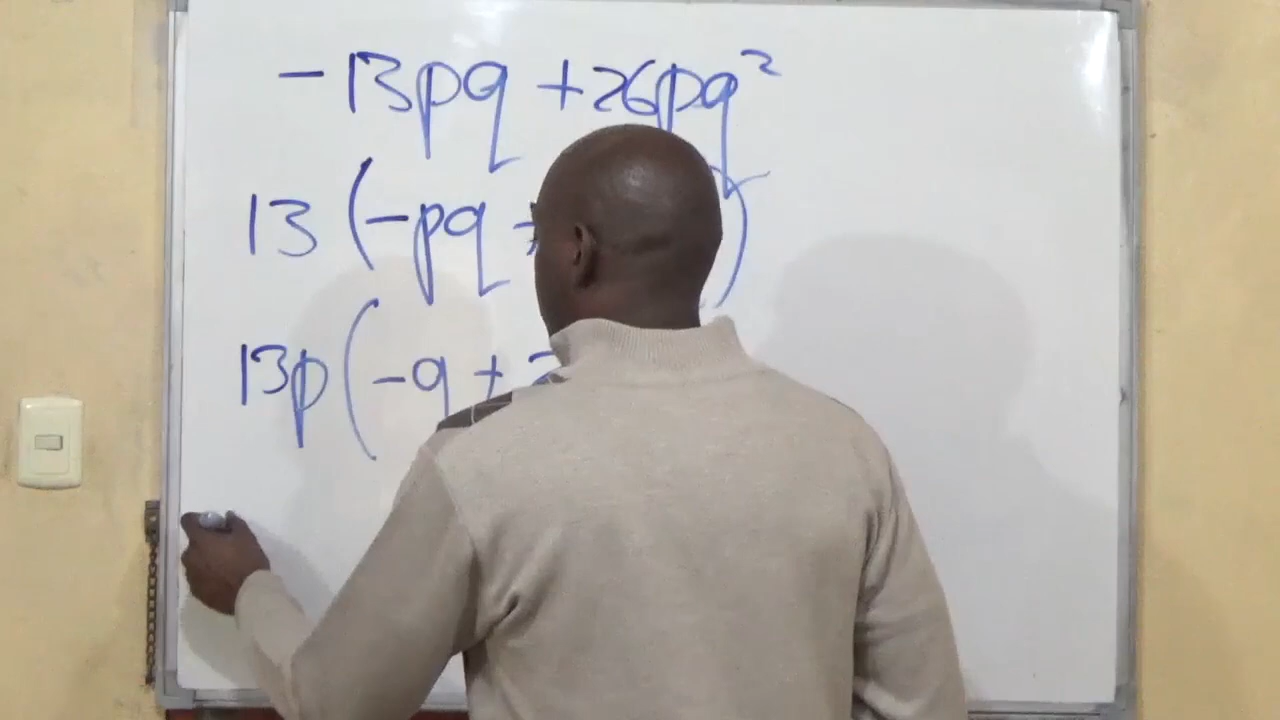 -13pq +26pq²
13 (-pq )
13p(-q +